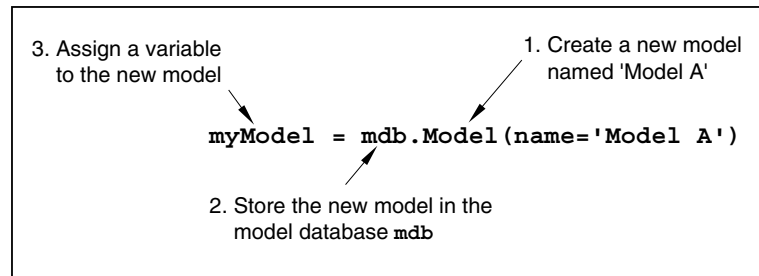 3. Assign a variable
to the new model
1. Create a new model
named 'Model A'
myModel = mdb.Model(name='Model A')
2. Store the new model in the
model database mdb